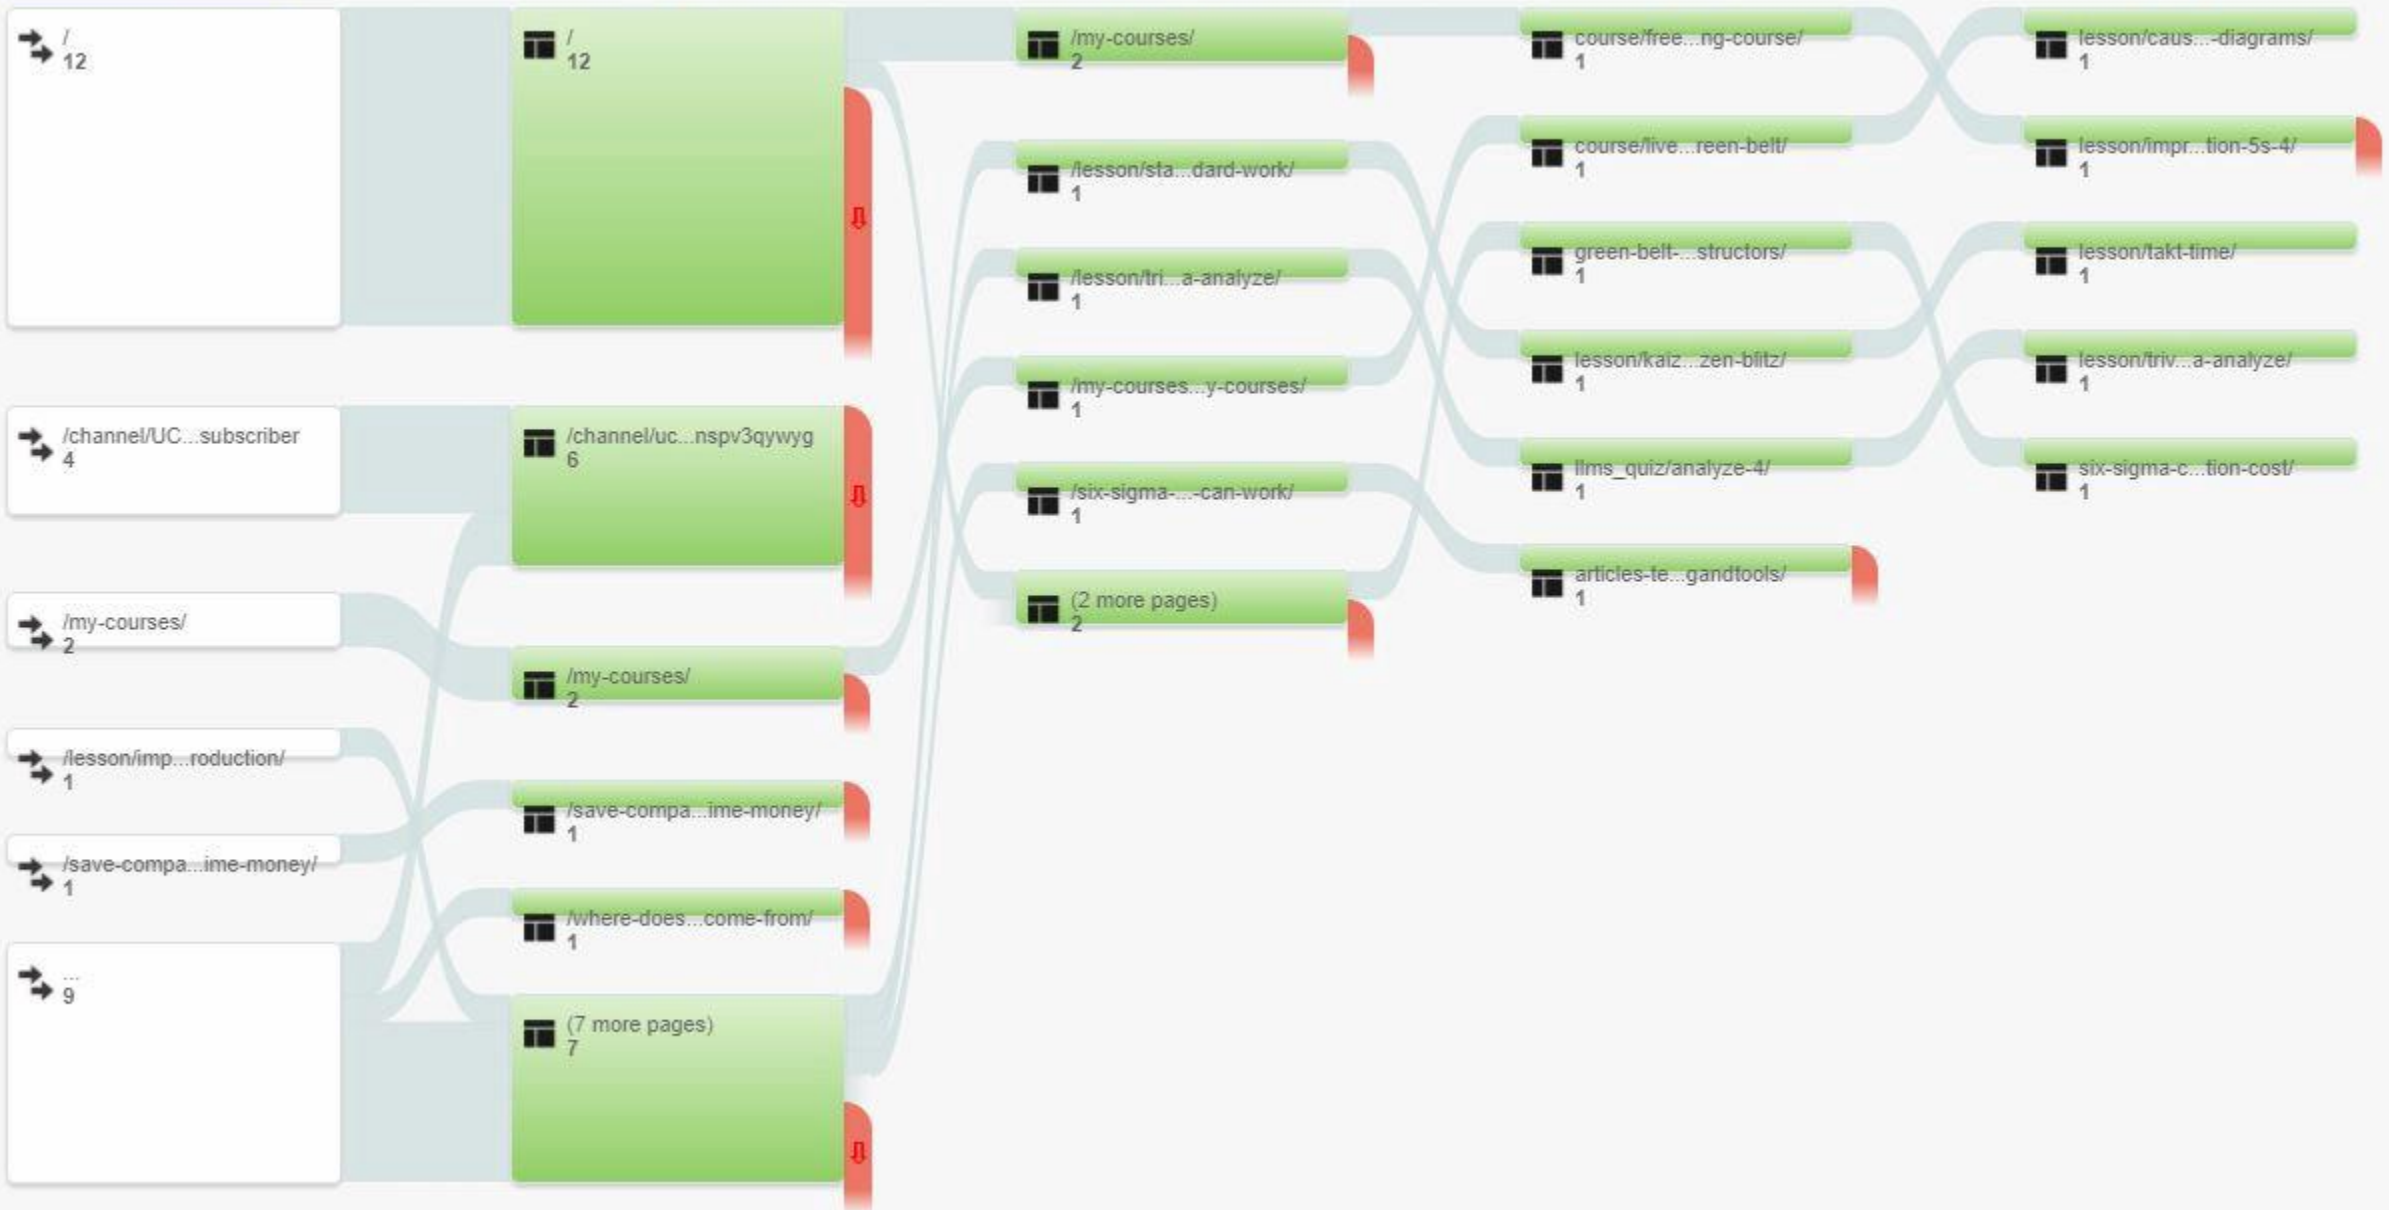 /
12
/channel/UC...subscriber
4
/my-courses/
2
/lesson/imp...roduction/
1
/save-compa...ime-money/
1
...
9
/
12
/channel/uc...nspv3qywyg
6
/my-courses/
2
/save-compa...ime-money/
1
/where-does...come-from/
1
(7 more pages)
7
/my-courses/
2
/lesson/sta...dard-work/
1
/lesson/tri...a-analyze/
1
/my-courses...y-courses/
1
/six-sigma-...-can-work/
1
(2 more pages)
2
course/free...ng-course/
1
course/live...reen-belt/
1
green-belt-...structors/
1
lesson/kaiz...zen-blitz/
1
llms_quiz/analyze-4/
1
articles-te...gandtools/
1
lesson/caus...-diagrams/
1
lesson/impr...tion-5s-4/
1
lesson/takt-time/
1
lesson/triv...a-analyze/
1
six-sigma-c...tion-cost/
1